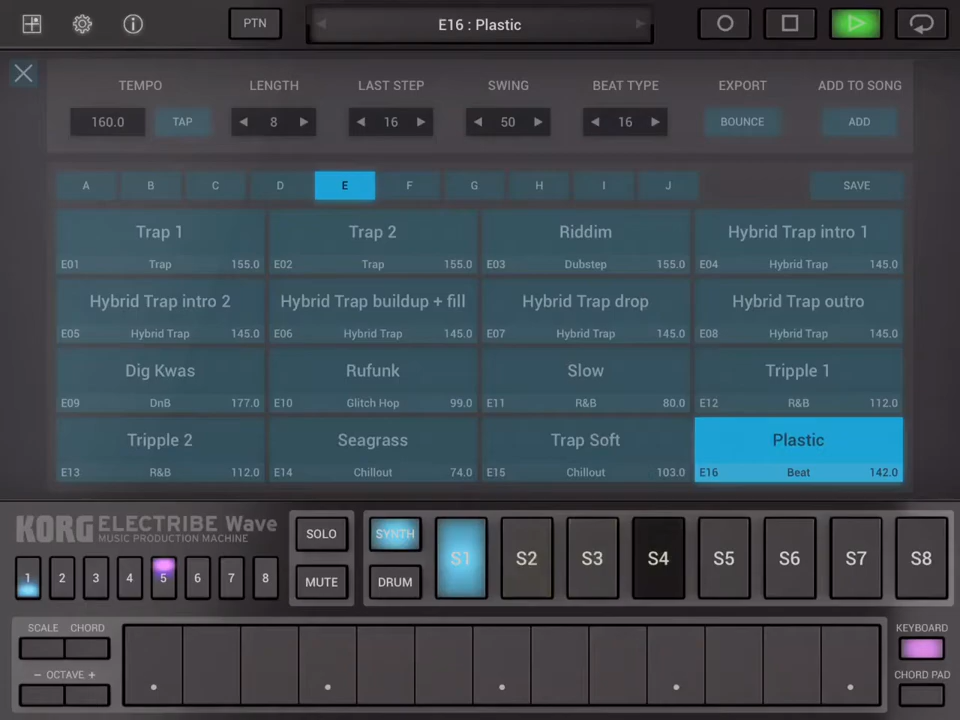 PTN
E16 : Plastic
TEMPO LENGTH LAST STEP SWING BEAT TYPE EXPORT ADD TO SONG
160.0 TAP 8 16 50 16 BOUNCE ADD
A B C D E F G H I J SAVE
Trap 1 Trap 2 Riddim Hybrid Trap intro 1
E01 Trap 155.0 E02 Trap 155.0 E03 Dubstep 155.0 E04 Hybrid Trap 145.0
Hybrid Trap intro 2 Hybrid Trap buildup + fill Hybrid Trap drop Hybrid Trap outro
E05 Hybrid Trap 145.0 E06 Hybrid Trap 145.0 E07 Hybrid Trap 145.0 E08 Hybrid Trap 145.0
Dig Kwas Rufunk Slow Tripple 1
E09 DnB 177.0 E10 Glitch Hop 99.0 E11 R&B 80.0 E12 R&B 112.0
Tripple 2 Seagrass Trap Soft Plastic
E13 R&B 112.0 E14 Chillout 74.0 E15 Chillout 103.0 E16 Beat 142.0
KORG ELECTRIBE Wave
MUSIC PRODUCTION MACHINE
1 2 3 4 5 6 7 8
SOLO
MUTE
SYNTH
DRUM
S1 S2 S3 S4 S5 S6 S7 S8
SCALE CHORD
− OCTAVE +
KEYBOARD
CHORD PAD